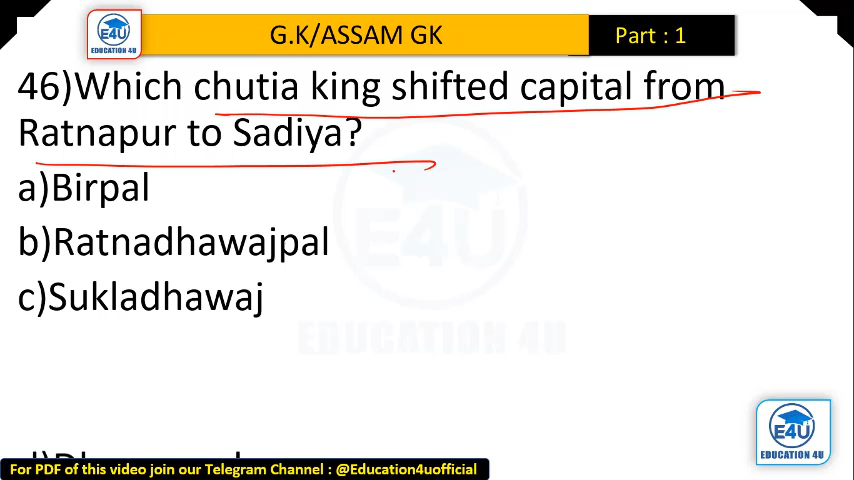 E4U
EDUCATION 4U
G.K/ASSAM GK
Part : 1
46)Which chutia king shifted capital from
Ratnapur to Sadiya?
a)Birpal
b)Ratnadhawajpal
c)Sukladhawaj
E4U
EDUCATION 4U
E4U
EDUCATION 4U
For PDF of this video join our Telegram Channel : @Education4uofficial